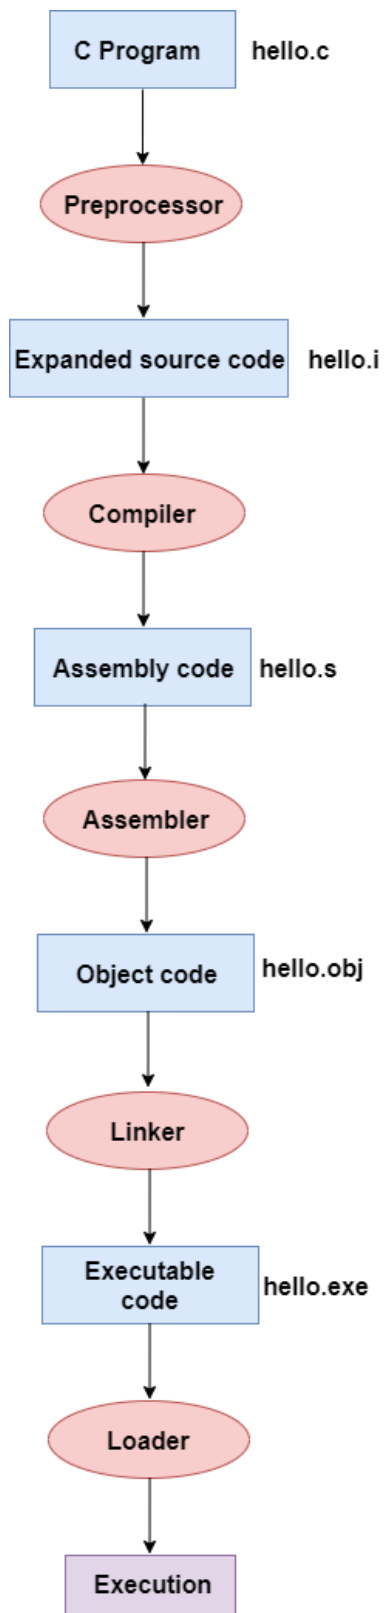 C Program hello.c
Preprocessor
Expanded source code hello.i
Compiler
Assembly code hello.s
Assembler
Object code hello.obj
Linker
Executable
code
hello.exe
Loader
Execution